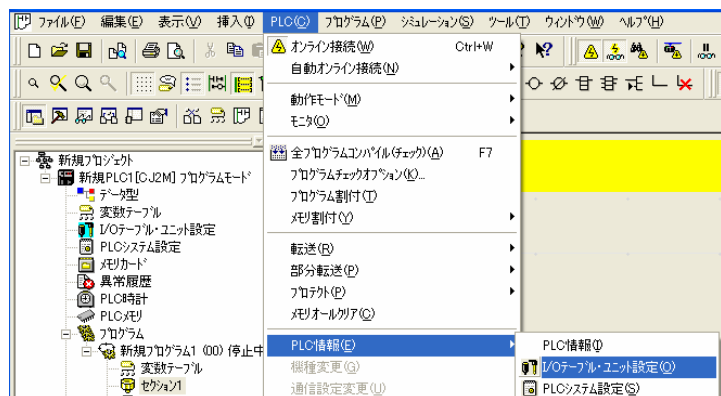 ファイル(F) 編集(E) 表示(V) 挿入(I) PLC(C) プログラム(P) シミュレーション(S) ツール(T) ウィンドウ(W) ヘルプ(H)
オンライン接続(W) Ctrl+W
自動オンライン接続(N)
動作モード(M)
モニタ(O)
全プログラムコンパイル(チェック)(A) F7
プログラムチェックオプション(K)...
プログラム割付(T)
メモリ割付(Y)
転送(R)
部分転送(P)
プロテクト(P)
メモリオールクリア(C)
PLC情報(E)
機種変更(G)
通信設定変更(U)
PLC情報(I)
I/Oテーブル・ユニット設定(O)
PLCシステム設定(S)
新規プロジェクト
新規PLC1[CJ2M] プログラムモード
データ型
変数テーブル
I/Oテーブル・ユニット設定
PLCシステム設定
メモリカード
異常履歴
PLC時計
PLCメモリ
プログラム
新規プログラム1 (00) 停止中
変数テーブル
セクション1